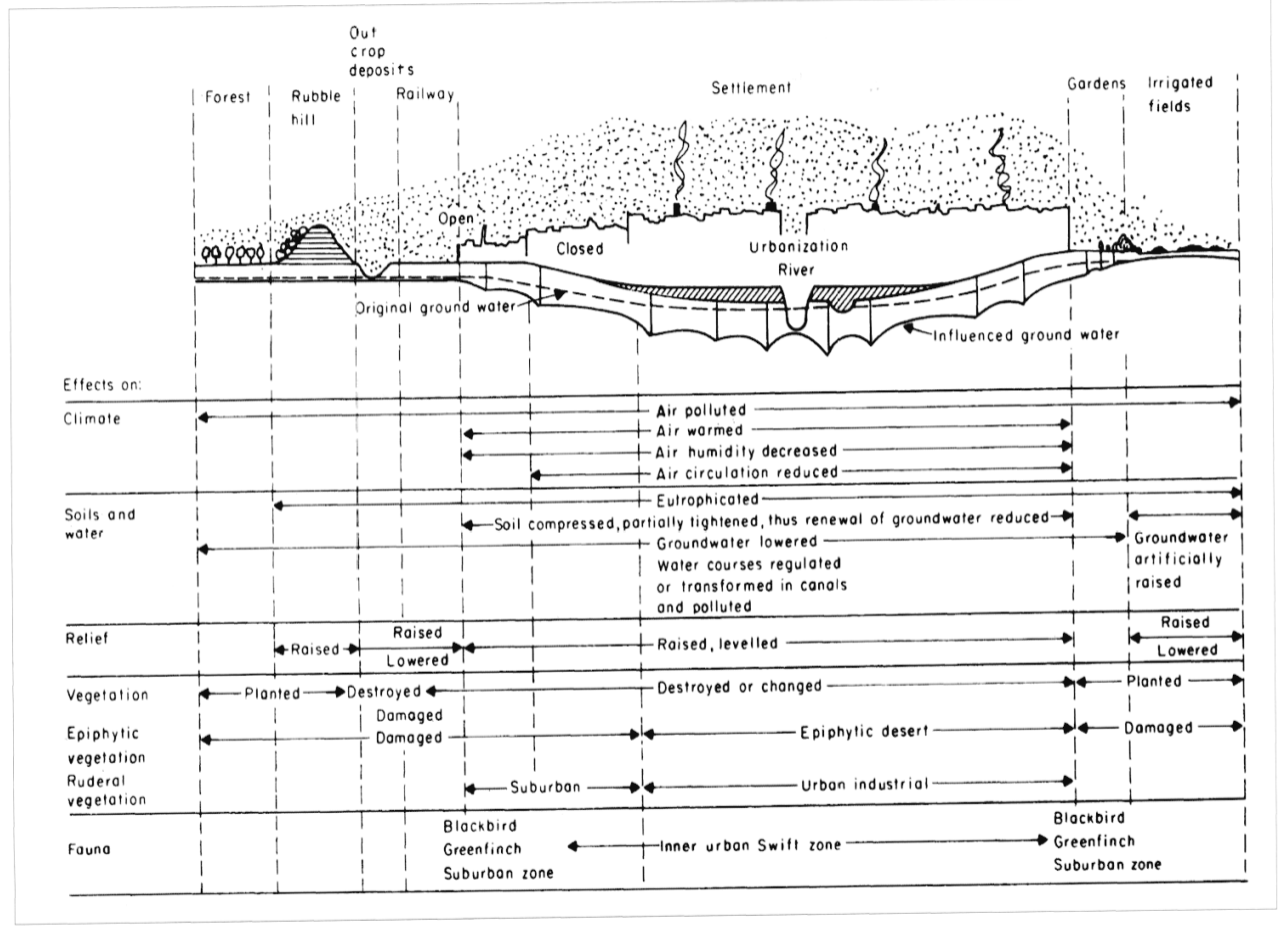 Out
crop
deposits
Forest
Rubble
hill
Railway
Settlement
Gardens
Irrigated
fields
Open
Closed
Urbanization
River
Original ground water
Influenced ground water
Effects on:
Climate
Air polluted
Air warmed
Air humidity decreased
Air circulation reduced
Soils and
water
Eutrophicated
Soil compressed, partially tightened, thus renewal of groundwater reduced
Groundwater lowered
Water courses regulated
or transformed in canals
and polluted
Groundwater
artificially
raised
Relief
Raised
Raised
Lowered
Raised, levelled
Raised
Lowered
Vegetation
Planted
Destroyed
Damaged
Destroyed or changed
Planted
Epiphytic
vegetation
Damaged
Epiphytic desert
Damaged
Ruderal
vegetation
Suburban
Urban industrial
Fauna
Blackbird
Greenfinch
Suburban zone
Inner urban Swift zone
Blackbird
Greenfinch
Suburban zone